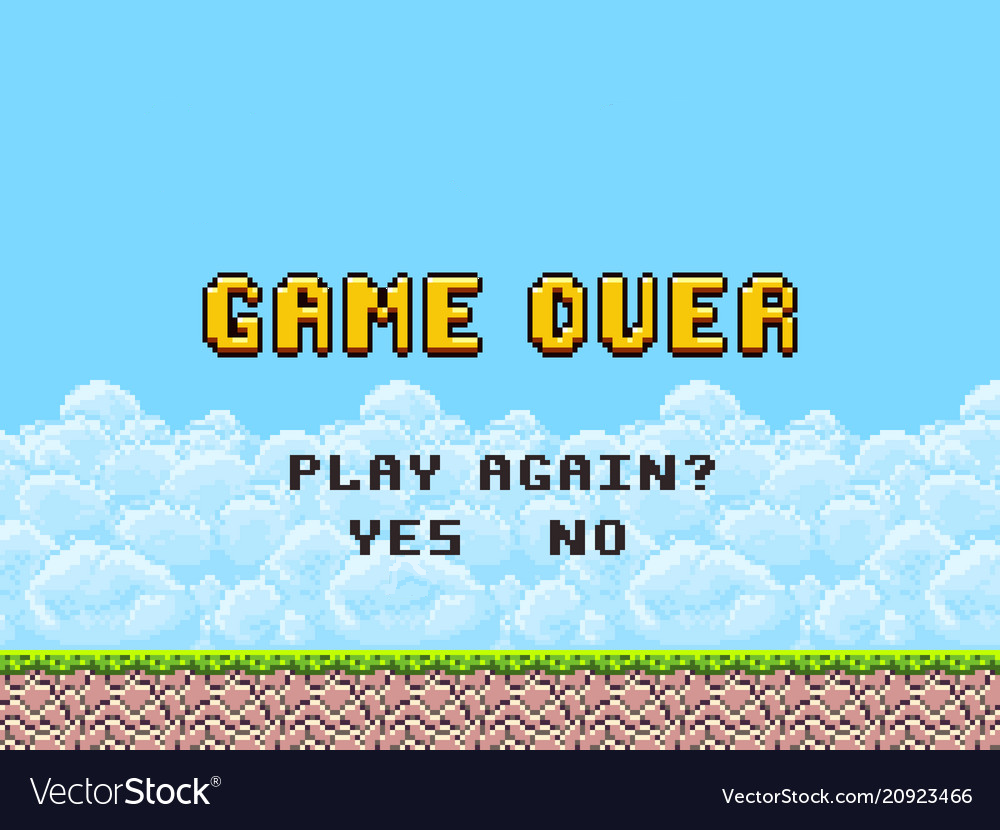 GAME OVER
PLAY AGAIN?
YES NO
VectorStock®
VectorStock.com/20923466